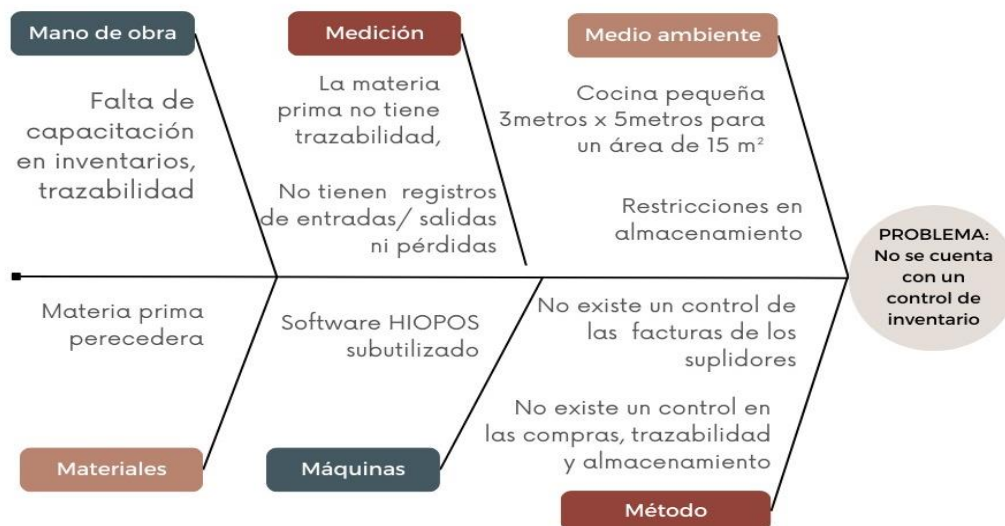 Mano de obra
Medición
Medio ambiente
Falta de
capacitación
en inventarios,
trazabilidad
La materia
prima no tiene
trazabilidad,
No tienen registros
de entradas/ salidas
ni pérdidas
Cocina pequeña
3metros x 5metros para
un área de 15 m²
Restricciones en
almacenamiento
PROBLEMA:
No se cuenta
con un
control de
inventario
Materia prima
perecedera
Software HIOPOS
subutilizado
No existe un control de
las facturas de los
suplidores
No existe un control en
las compras, trazabilidad
y almacenamiento
Materiales
Máquinas
Método